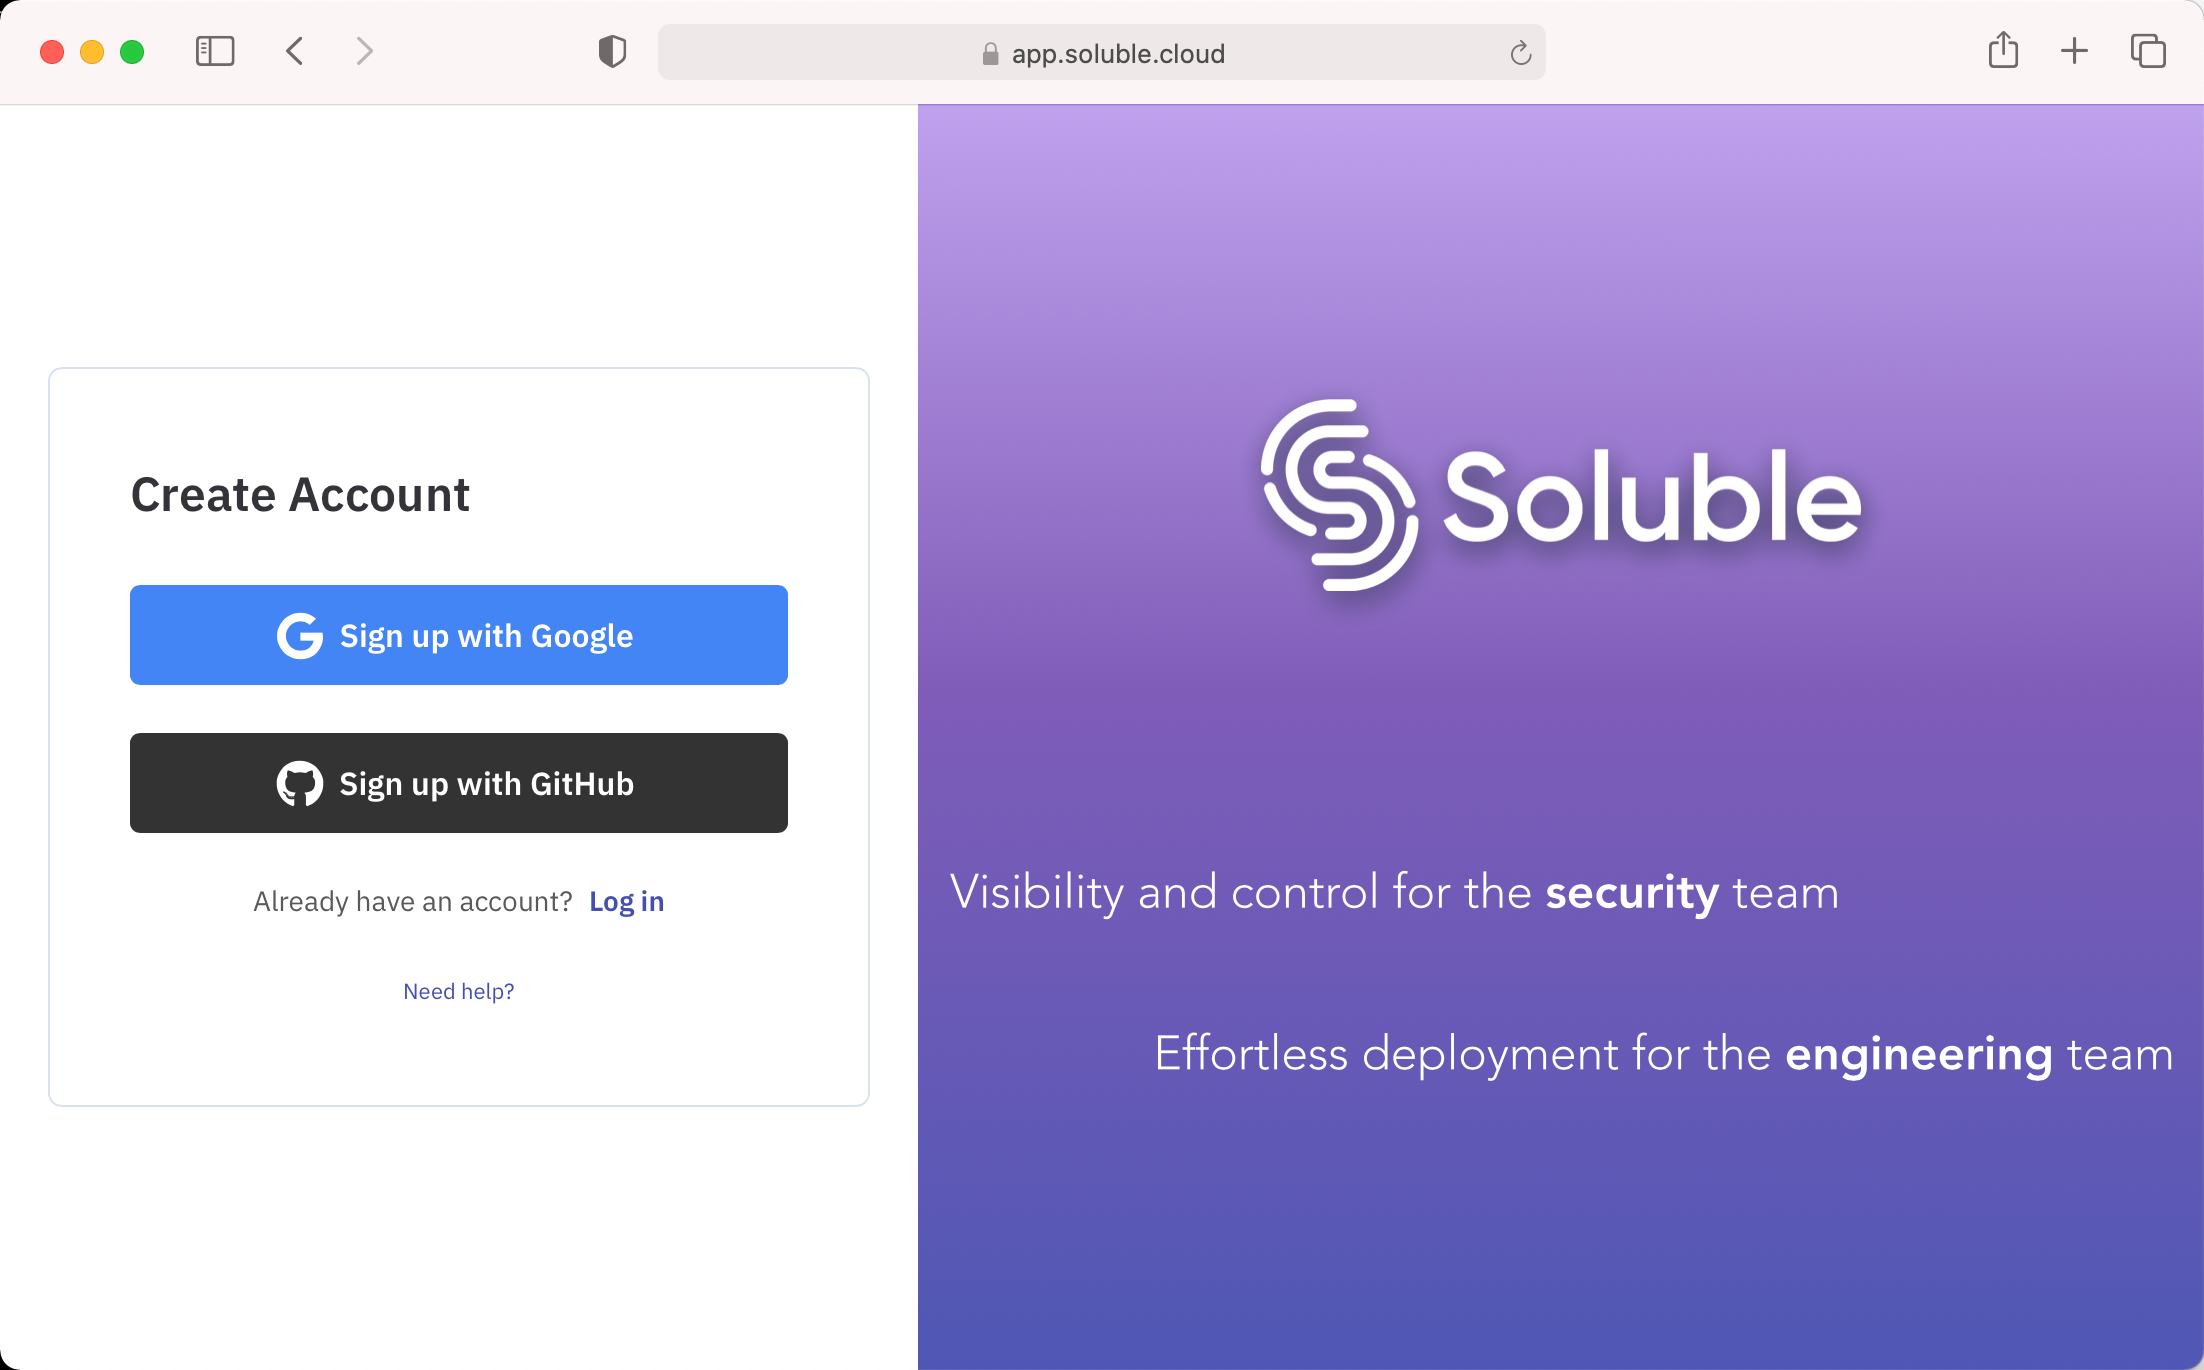 app.soluble.cloud
Create Account
Sign up with Google
Sign up with GitHub
Already have an account? Log in
Need help?
Soluble
Visibility and control for the security team
Effortless deployment for the engineering team